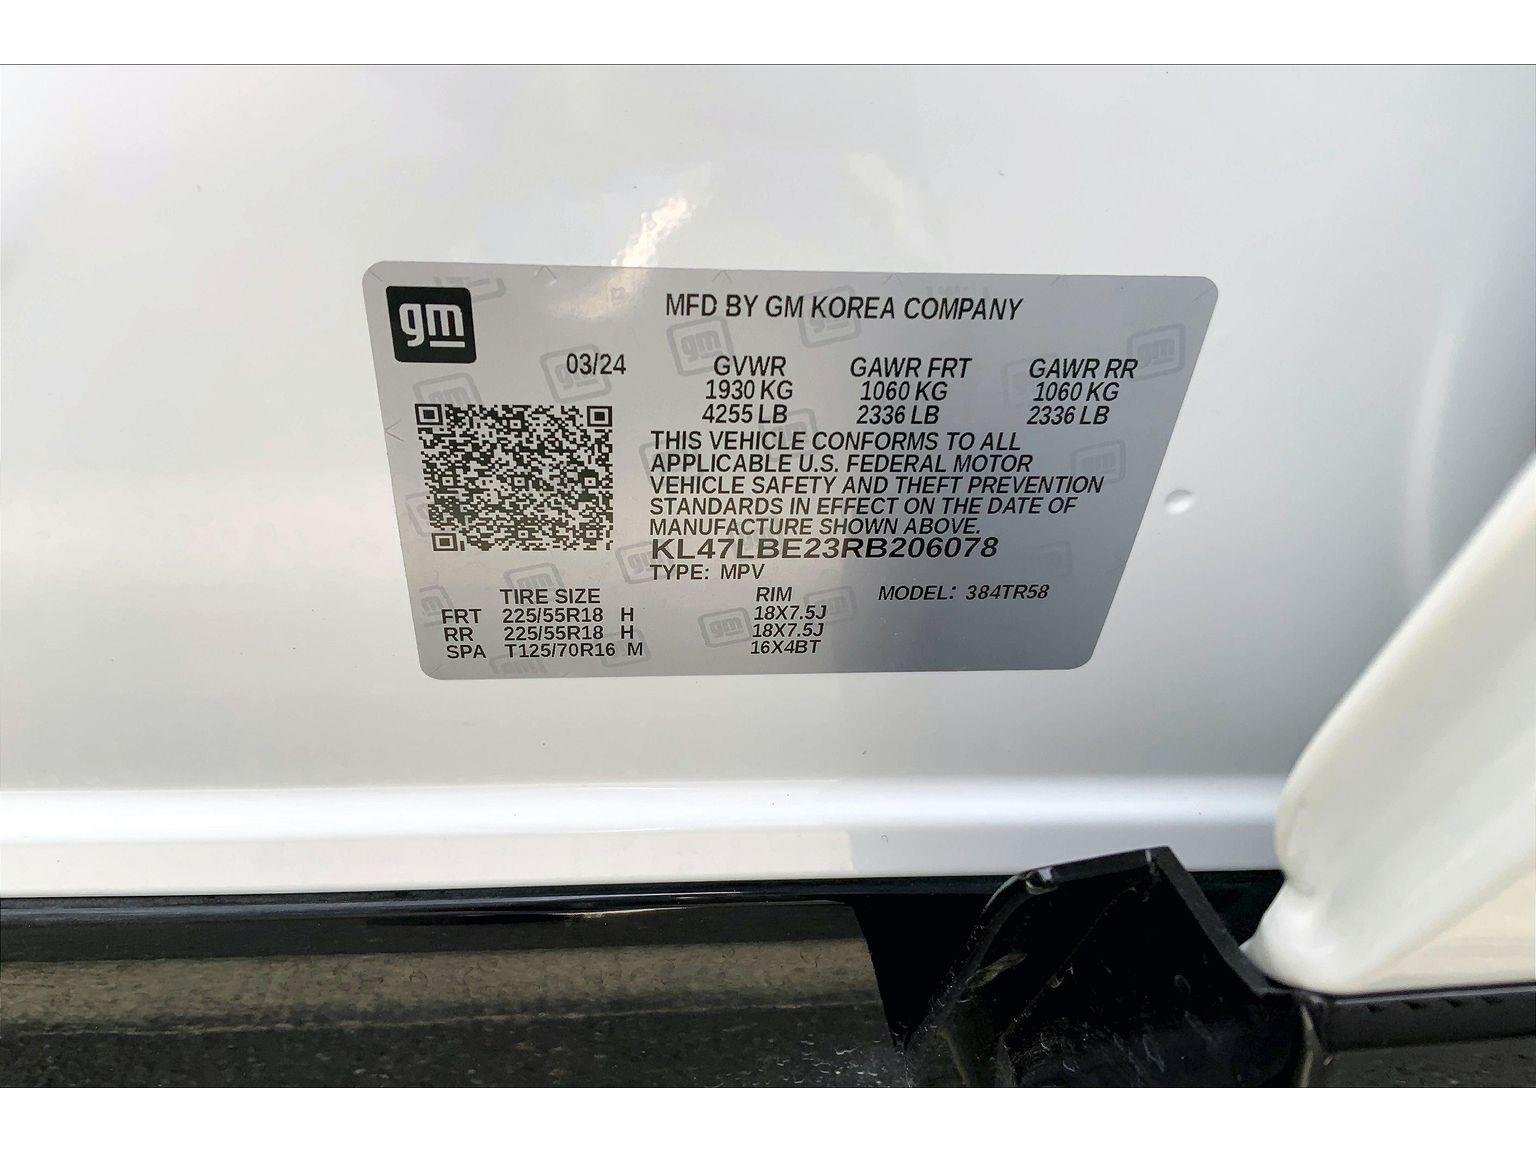 gm
MFD BY GM KOREA COMPANY
03/24 GVWR GAWR FRT GAWR RR
1930 KG 1060 KG 1060 KG
4255 LB 2336 LB 2336 LB
THIS VEHICLE CONFORMS TO ALL
APPLICABLE U.S. FEDERAL MOTOR
VEHICLE SAFETY AND THEFT PREVENTION
STANDARDS IN EFFECT ON THE DATE OF
MANUFACTURE SHOWN ABOVE.
KL47LBE23RB206078
TYPE: MPV
TIRE SIZE RIM MODEL: 384TR58
FRT 225/55R18 H 18X7.5J
RR 225/55R18 H 18X7.5J
SPA T125/70R16 M 16X4BT